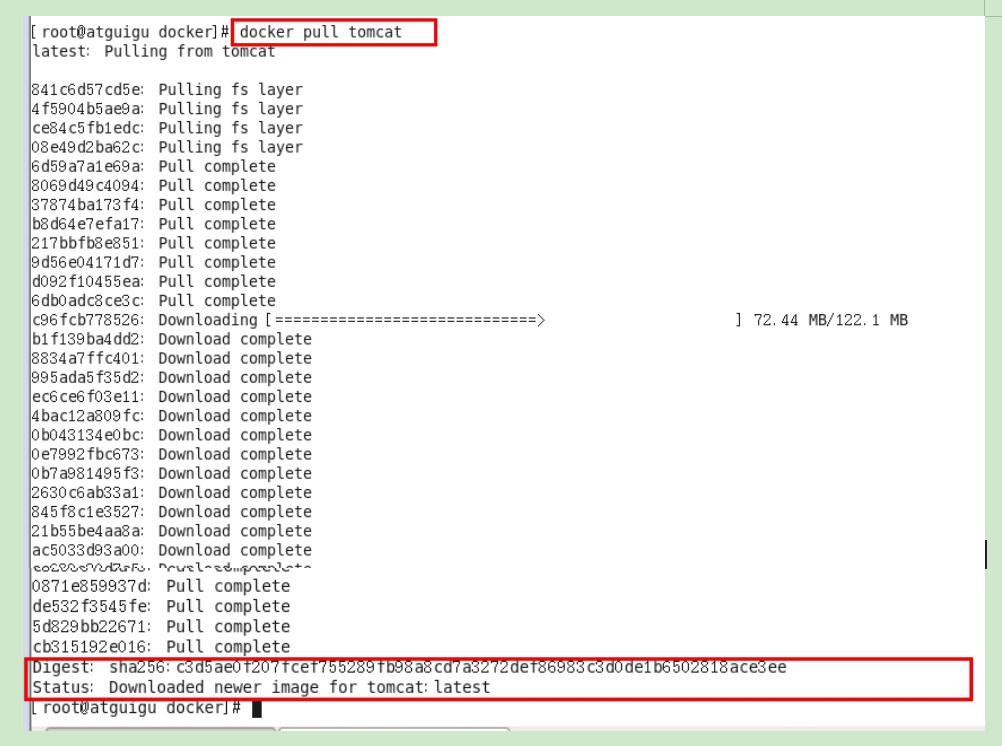 [root@atguigu docker]# docker pull tomcat
latest: Pulling from tomcat
841c6d57cd5e: Pulling fs layer
4f5904b5ae9a: Pulling fs layer
ce84c5fb1edc: Pulling fs layer
08e49d2ba62c: Pulling fs layer
6d59a7a1e69a: Pull complete
8069d49c4094: Pull complete
37874ba173f4: Pull complete
b8d64e7efa17: Pull complete
217bbfb8e851: Pull complete
9d56e04171d7: Pull complete
d092f10455ea: Pull complete
6db0adc8ce3c: Pull complete
c96fcb778526: Downloading [=============================>                     ] 72.44 MB/122.1 MB
b1f139ba4dd2: Download complete
8834a7ffc401: Download complete
995ada5f35d2: Download complete
ec6ce6f03e11: Download complete
4bac12a809fc: Download complete
0b043134e0bc: Download complete
0e7992fbc673: Download complete
0b7a981495f3: Download complete
2630c6ab33a1: Download complete
845f8c1e3527: Download complete
21b55be4aa8a: Download complete
ac5033d93a00: Download complete
Download complete
0871e859937d: Pull complete
de532f3545fe: Pull complete
5d829bb22671: Pull complete
cb315192e016: Pull complete
Digest: sha256:c3d5ae0f207fcef755289fb98a8cd7a3272def86983c3d0de1b6502818ace3ee
Status: Downloaded newer image for tomcat:latest
[root@atguigu docker]#